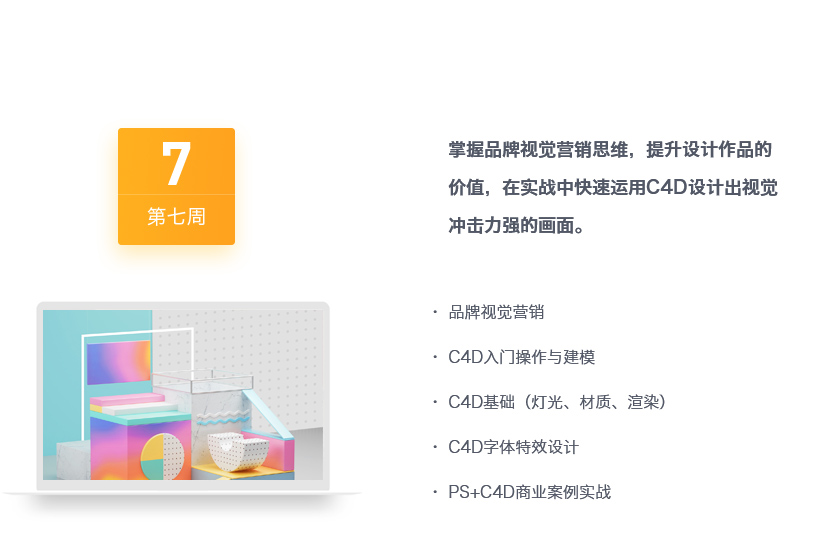 7
第七周
掌握品牌视觉营销思维，提升设计作品的
价值，在实战中快速运用C4D设计出视觉
冲击力强的画面。
· 品牌视觉营销
· C4D入门操作与建模
· C4D基础（灯光、材质、渲染）
· C4D字体特效设计
· PS+C4D商业案例实战